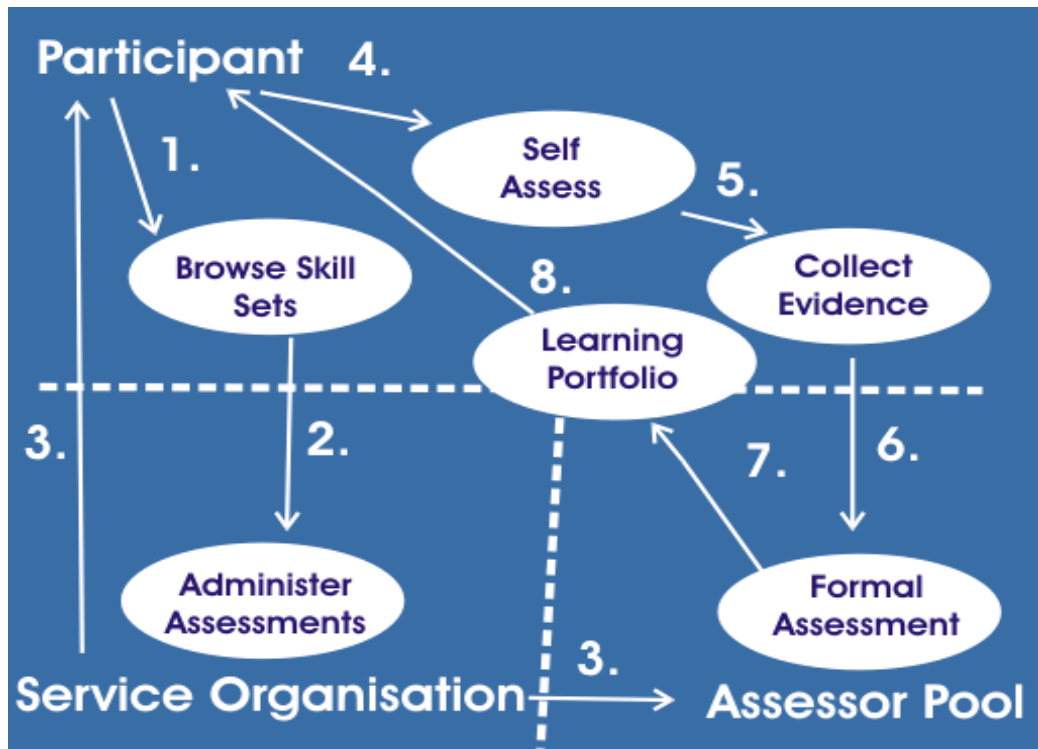 Participant
4.
1.
Self
Assess
5.
Browse Skill
Sets
8.
Collect
Evidence
Learning
Portfolio
3.
2.
7.
6.
Administer
Assessments
Formal
Assessment
3.
Service Organisation
Assessor Pool